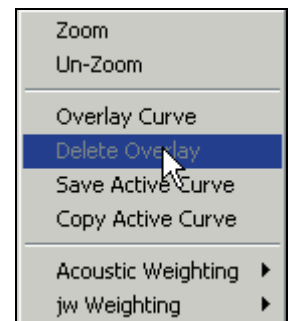 Zoom
Un-Zoom
Overlay Curve
Delete Overlay
Save Active Curve
Copy Active Curve
Acoustic Weighting
jw Weighting